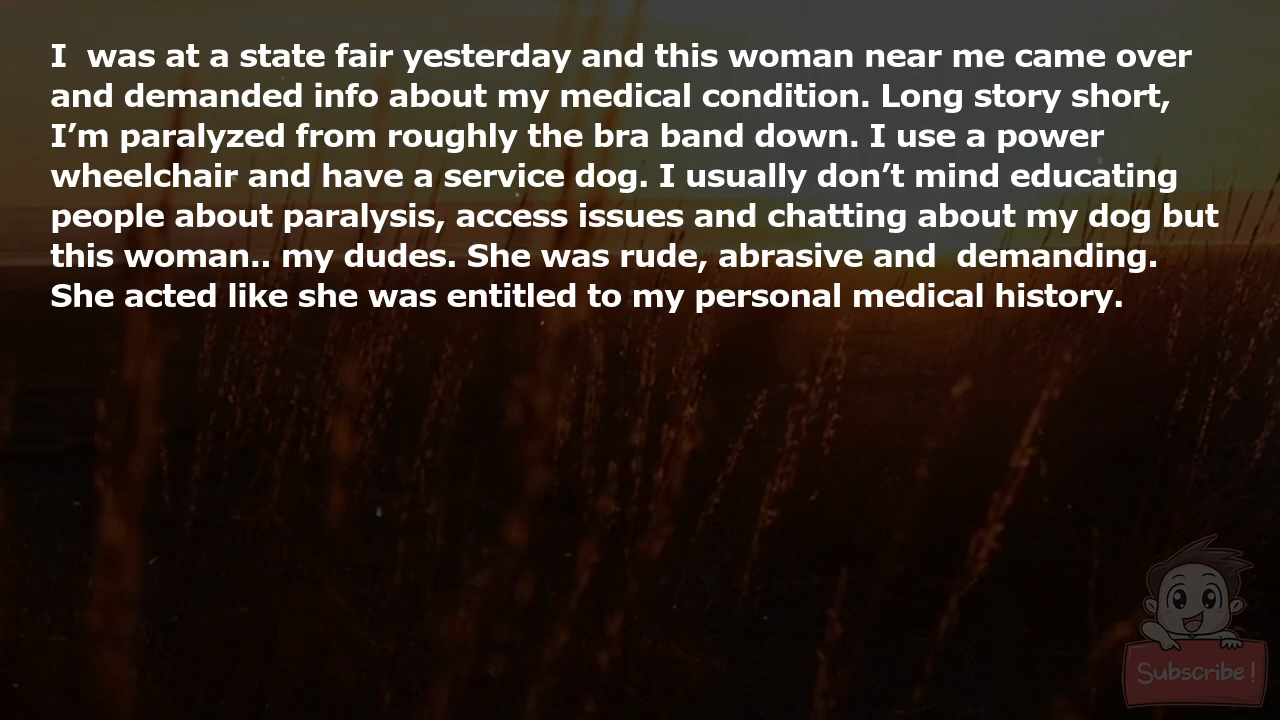 I  was at a state fair yesterday and this woman near me came over
and demanded info about my medical condition. Long story short,
I’m paralyzed from roughly the bra band down. I use a power
wheelchair and have a service dog. I usually don’t mind educating
people about paralysis, access issues and chatting about my dog but
this woman.. my dudes. She was rude, abrasive and  demanding.
She acted like she was entitled to my personal medical history.
Subscribe!